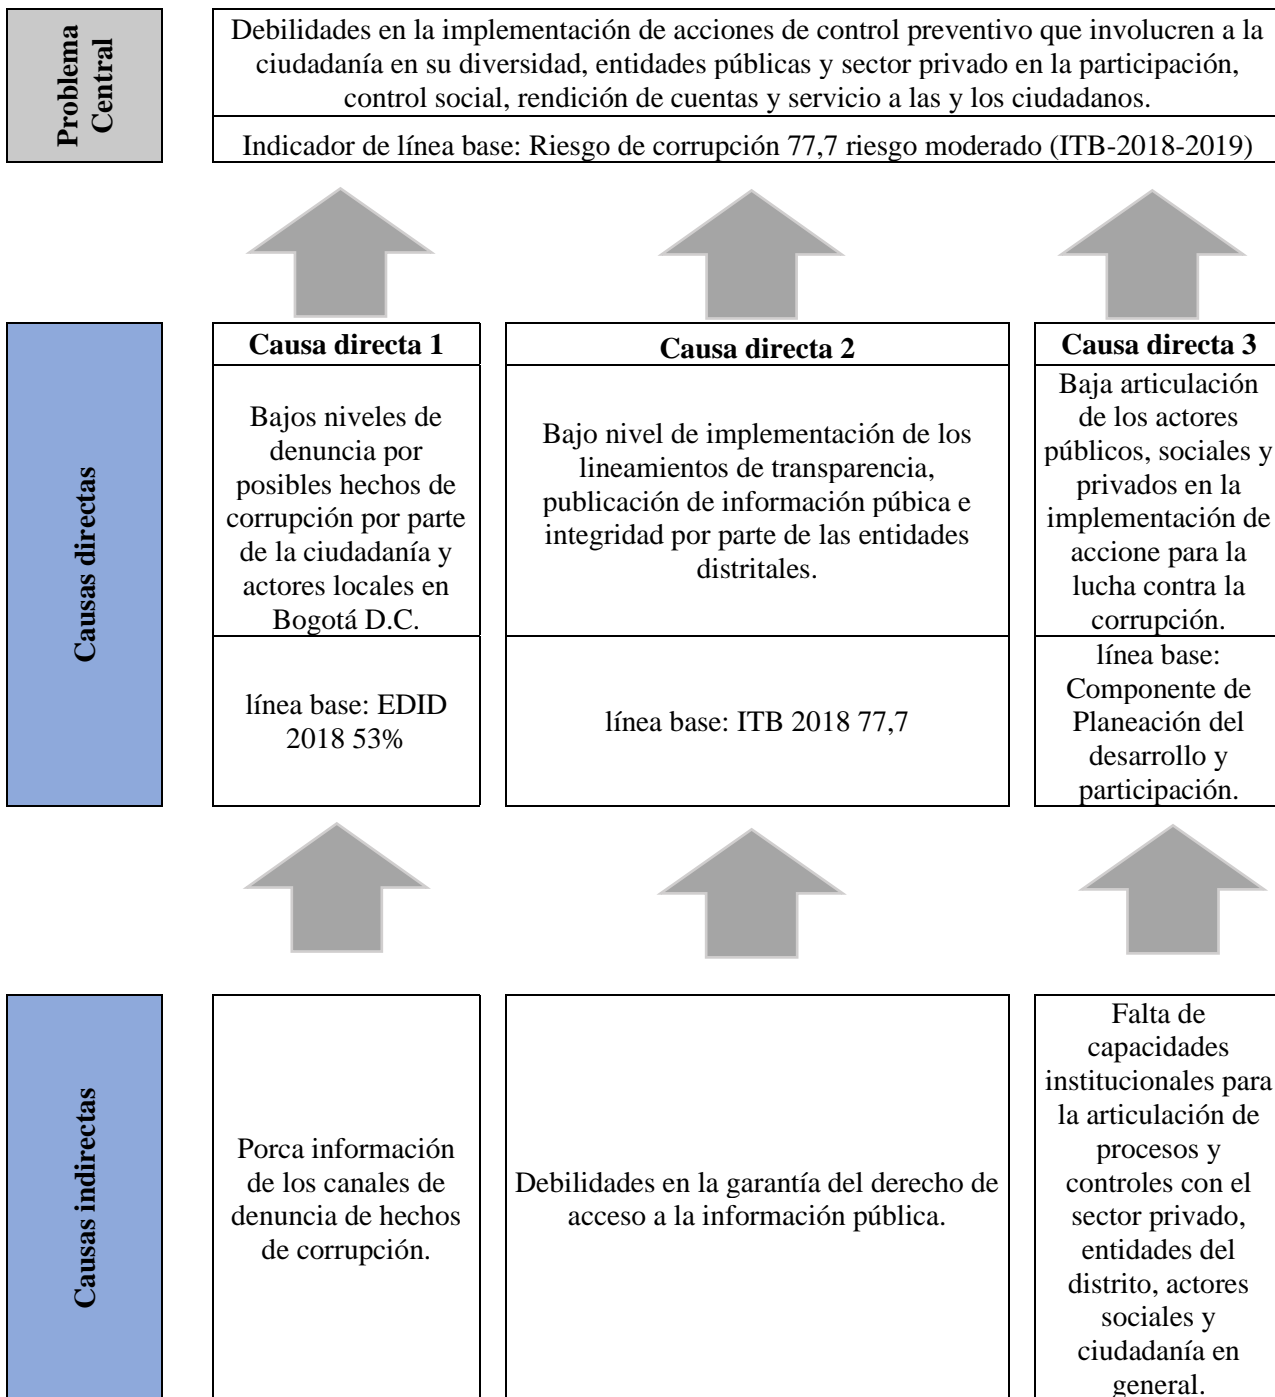 Problema
Central
Debilidades en la implementación de acciones de control preventivo que involucren a la
ciudadanía en su diversidad, entidades públicas y sector privado en la participación,
control social, rendición de cuentas y servicio a las y los ciudadanos.
Indicador de línea base: Riesgo de corrupción 77,7 riesgo moderado (ITB-2018-2019)
Causas directas
Causa directa 1
Bajos niveles de
denuncia por
posibles hechos de
corrupción por parte
de la ciudadanía y
actores locales en
Bogotá D.C.
línea base: EDID
2018 53%
Causa directa 2
Bajo nivel de implementación de los
lineamientos de transparencia,
publicación de información púbica e
integridad por parte de las entidades
distritales.
línea base: ITB 2018 77,7
Causa directa 3
Baja articulación
de los actores
públicos, sociales y
privados en la
implementación de
accione para la
lucha contra la
corrupción.
línea base:
Componente de
Planeación del
desarrollo y
participación.
Causas indirectas
Porca información
de los canales de
denuncia de hechos
de corrupción.
Debilidades en la garantía del derecho de
acceso a la información pública.
Falta de
capacidades
institucionales para
la articulación de
procesos y
controles con el
sector privado,
entidades del
distrito, actores
sociales y
ciudadanía en
general.